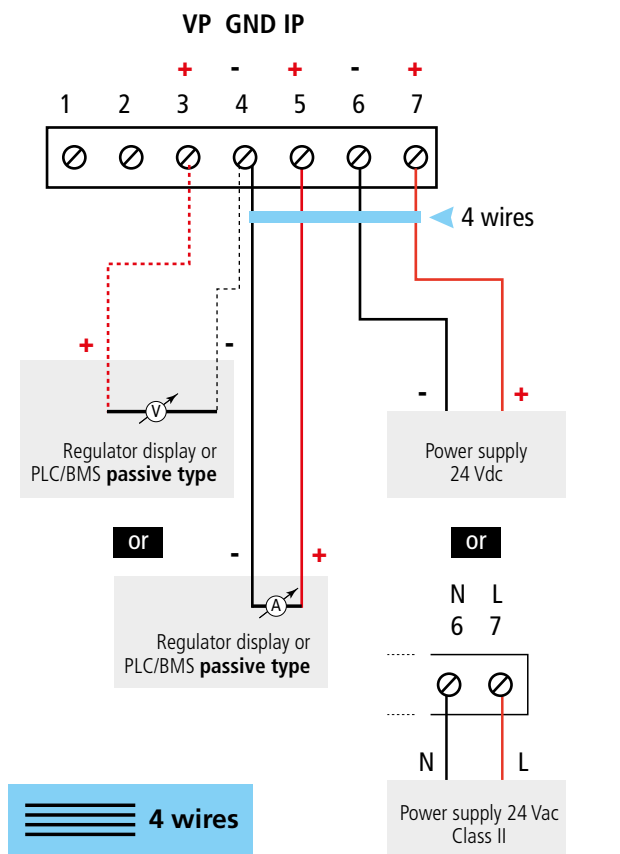 VP GND IP
+ - + - +
1 2 3 4 5 6 7
4 wires
+ -
V
Regulator display or
PLC/BMS passive type
- +
Power supply
24 Vdc
or
or
- +
A
Regulator display or
PLC/BMS passive type
N L
6 7
N L
Power supply 24 Vac
Class II
4 wires